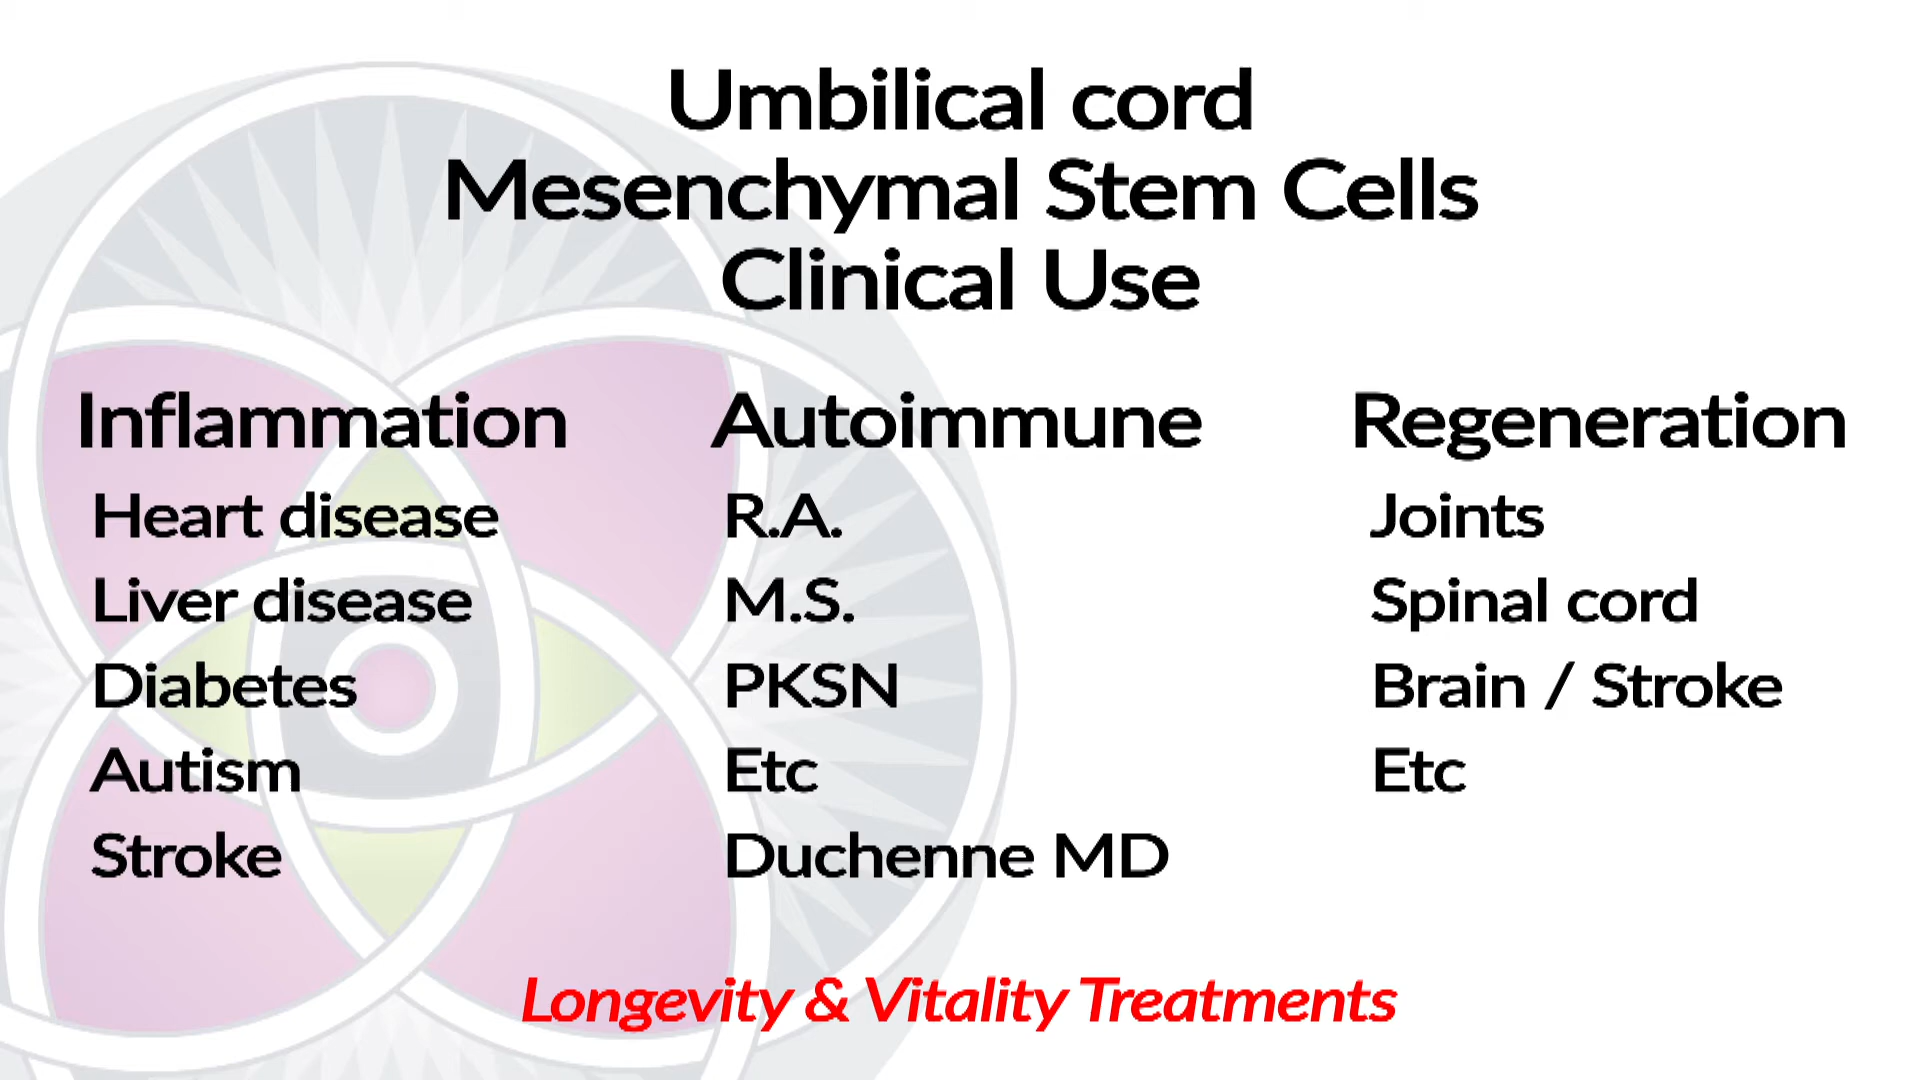 Umbilical cord
Mesenchymal Stem Cells
Clinical Use
Inflammation
Heart disease
Liver disease
Diabetes
Autism
Stroke
Autoimmune
R.A.
M.S.
PKSN
Etc
Duchenne MD
Regeneration
Joints
Spinal cord
Brain / Stroke
Etc
Longevity & Vitality Treatments